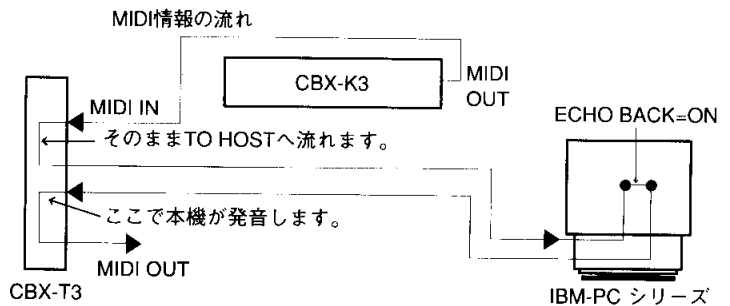 MIDI情報の流れ
CBX-K3
MIDI
OUT
MIDI IN
ECHO BACK=ON
そのままTO HOSTへ流れます。
ここで本機が発音します。
MIDI OUT
CBX-T3
IBM-PC シリーズ